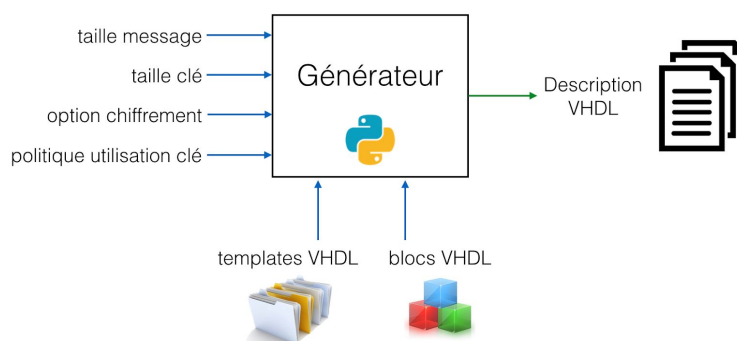 taille message
taille clé
option chiffrement
politique utilisation clé
Générateur
Description
VHDL
templates VHDL
blocs VHDL